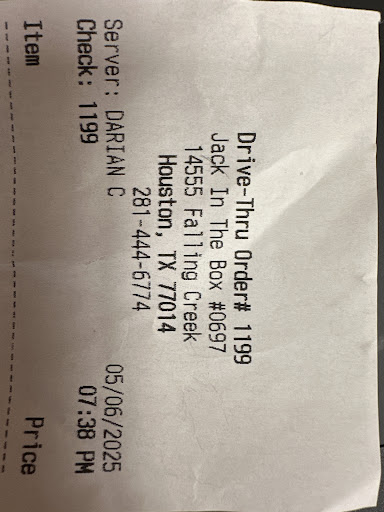 Drive-Thru Order# 1199
Jack In The Box #0697
14555 Falling Creek
Houston, TX 77014
281-444-6774
Server: DARIAN C 05/06/2025
Check: 1199 07:38 PM
Item Price